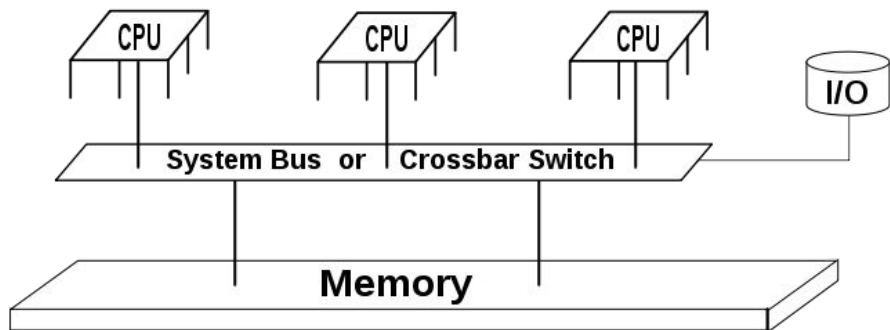 CPU CPU CPU
I/O
System Bus or Crossbar Switch
Memory